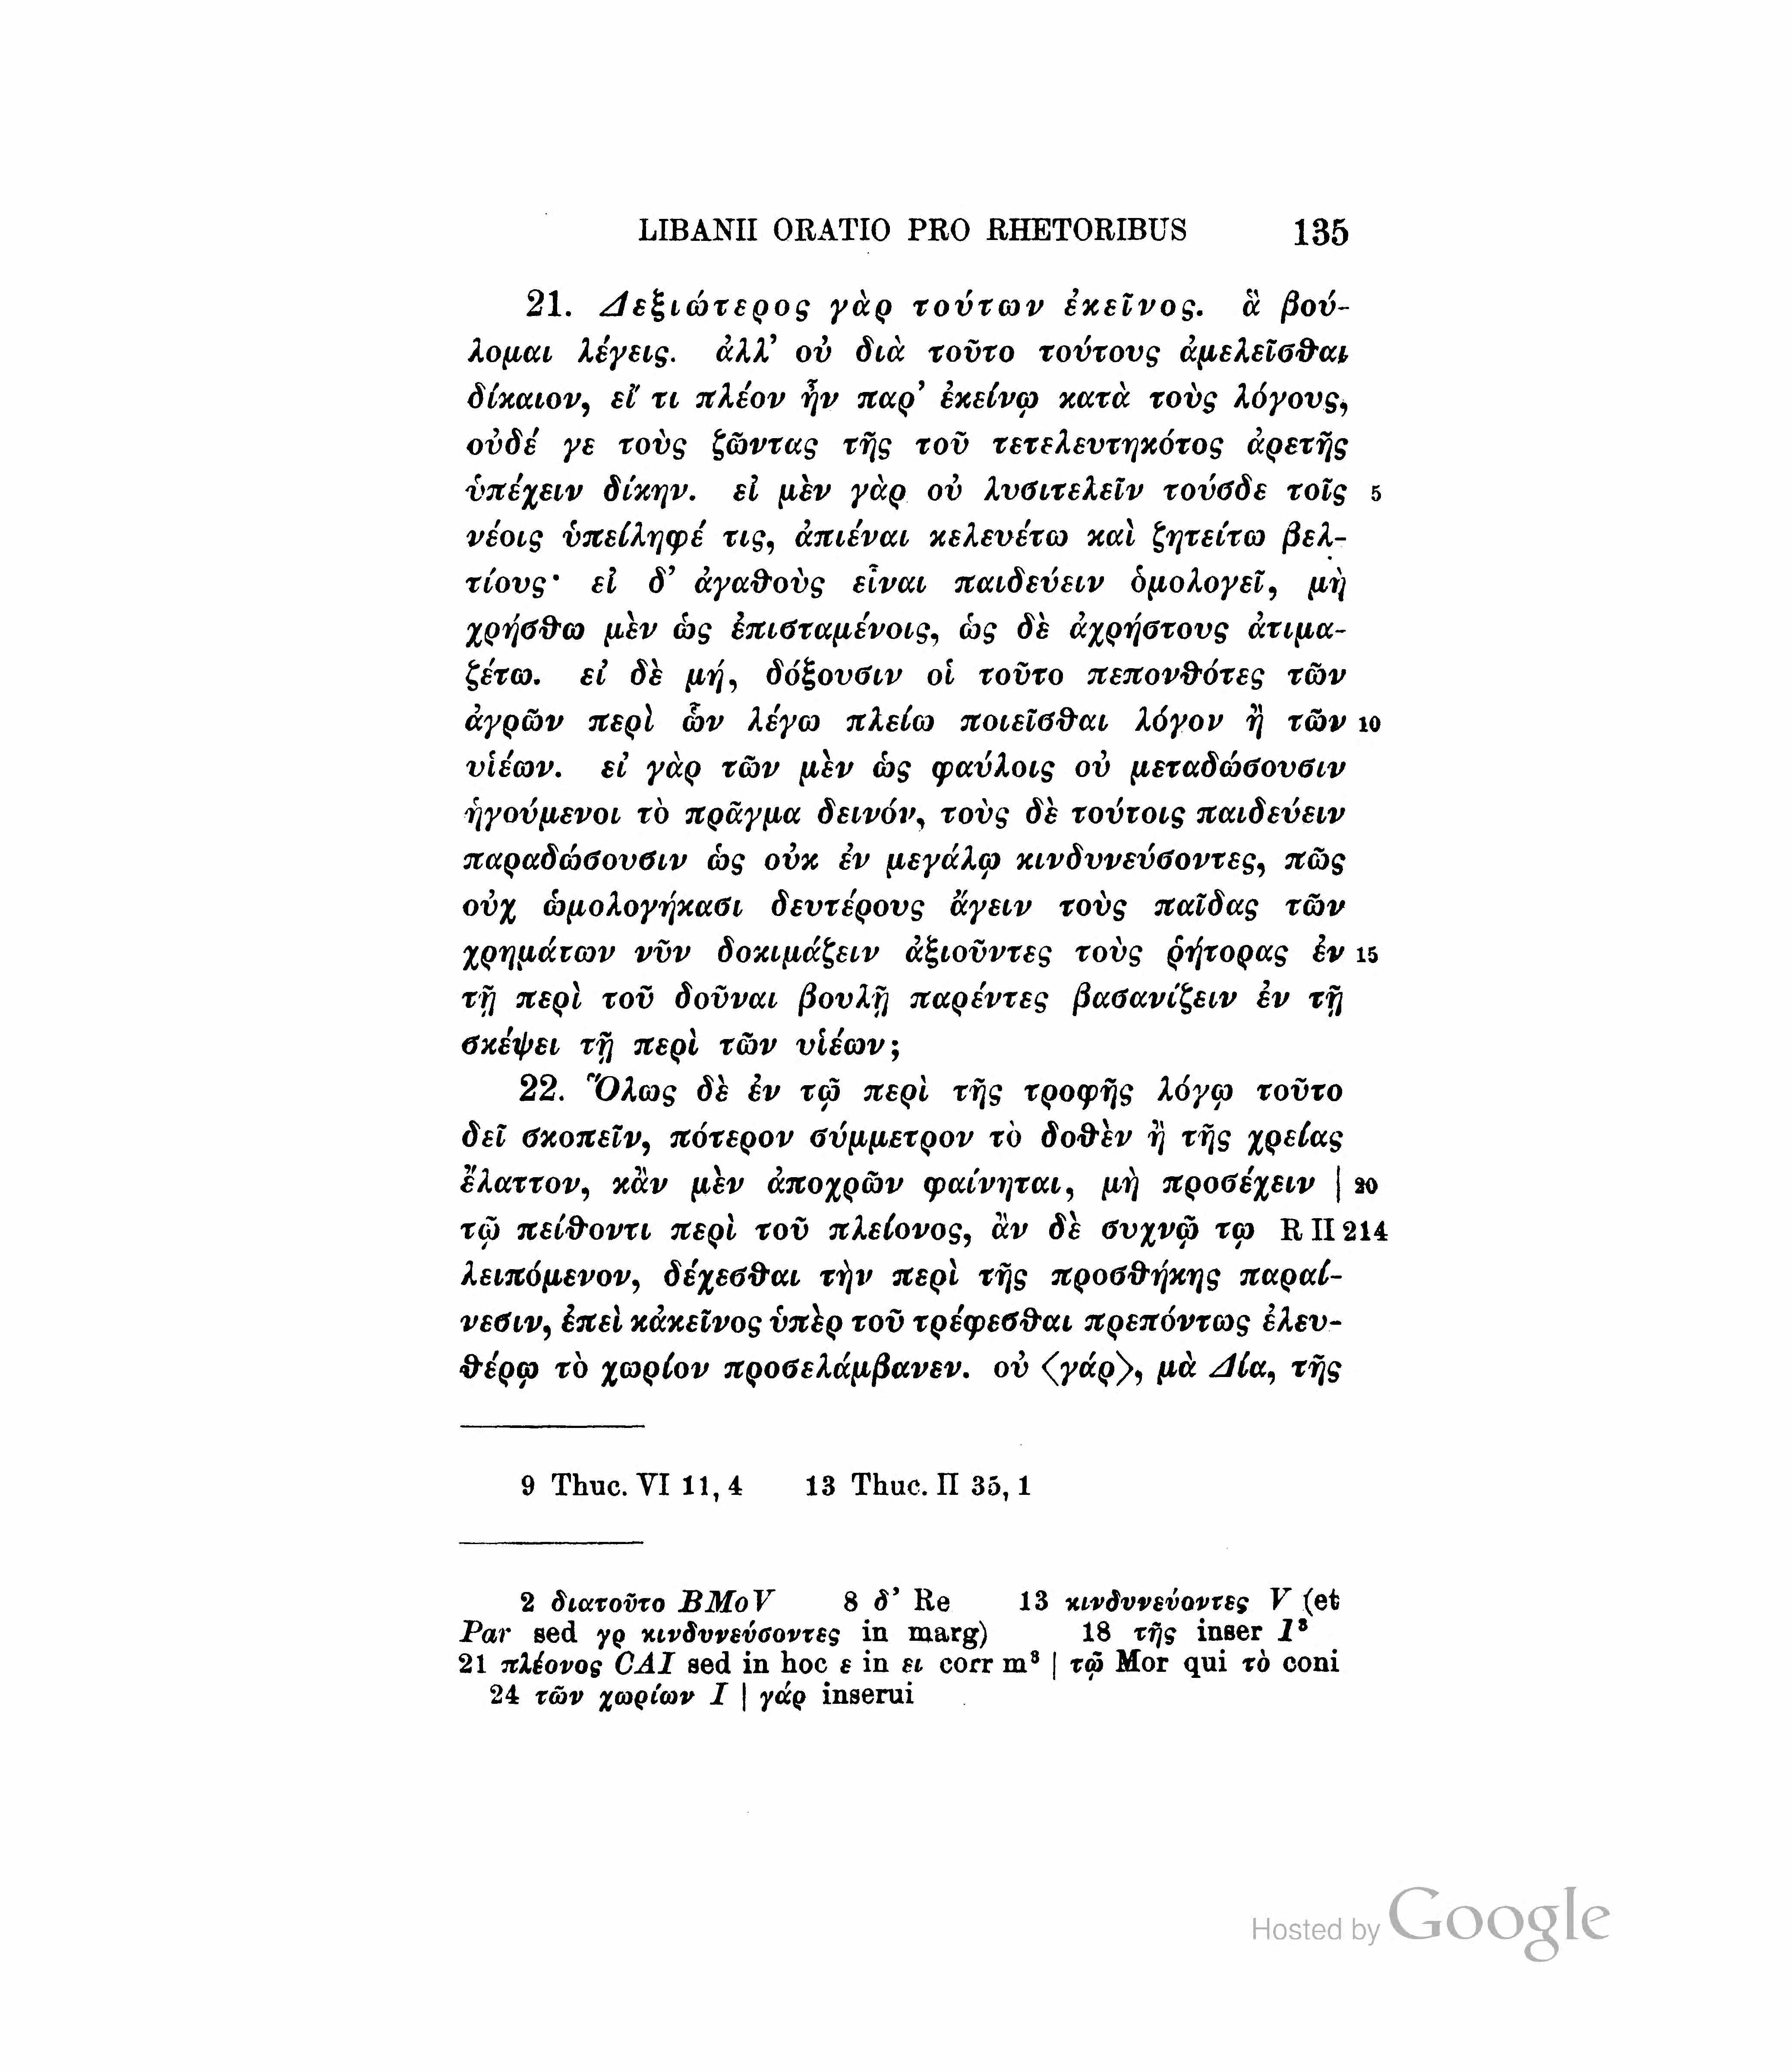 LIBANII ORATIO PRO RHETORIBUS 135
21. Δεξιώτερος γὰρ τούτων ἐκεῖνος. ἃ βού-
λομαι λέγεις. ἀλλ’ οὐ διὰ τοῦτο τούτους ἀμελεῖσθαι
δίκαιον, εἴ τι πλέον ἦν παρ’ ἐκείνῳ κατὰ τοὺς λόγους,
οὐδέ γε τοὺς ζῶντας τῆς τοῦ τετελευτηκότος ἀρετῆς
ὑπέχειν δίκην. εἰ μὲν γὰρ οὐ λυσιτελεῖν τούσδε τοῖς 5
νέοις ὑπείληφέ τις, ἀπιέναι κελευέτω καὶ ζητείτω βελ-
τίους· εἰ δ’ ἀγαθοὺς εἶναι παιδεύειν ὁμολογεῖ, μὴ
χρήσθω μὲν ὡς ἐπισταμένοις, ὡς δὲ ἀχρήστους ἀτιμα-
ζέτω. εἰ δὲ μή, δόξουσιν οἱ τοῦτο πεπονθότες τῶν
ἀγρῶν περὶ ὧν λέγω πλείω ποιεῖσθαι λόγον ἢ τῶν 10
υἱέων. εἰ γὰρ τῶν μὲν ὡς φαύλοις οὐ μεταδώσουσιν
ἡγούμενοι τὸ πρᾶγμα δεινόν, τοὺς δὲ τούτοις παιδεύειν
παραδώσουσιν ὡς οὐκ ἐν μεγάλῳ κινδυνεύσοντες, πῶς
οὐχ ὡμολογήκασι δευτέρους ἄγειν τοὺς παῖδας τῶν
χρημάτων νῦν δοκιμάζειν ἀξιοῦντες τοὺς ῥήτορας ἐν 15
τῇ περὶ τοῦ δοῦναι βουλῇ παρέντες βασανίζειν ἐν τῇ
σκέψει τῇ περὶ τῶν υἱέων;
22. Ὅλως δὲ ἐν τῷ περὶ τῆς τροφῆς λόγῳ τοῦτο
δεῖ σκοπεῖν, πότερον σύμμετρον τὸ δοθὲν ἢ τῆς χρείας
ἔλαττον, κἂν μὲν ἀποχρῶν φαίνηται, μὴ προσέχειν | 20
τῷ πείθοντι περὶ τοῦ πλείονος, ἂν δὲ συχνῷ τῳ R II 214
λειπόμενον, δέχεσθαι τὴν περὶ τῆς προσθήκης παραί-
νεσιν, ἐπεὶ κἀκεῖνος ὑπὲρ τοῦ τρέφεσθαι πρεπόντως ἐλευ-
θέρῳ τὸ χωρίον προσελάμβανεν. οὐ ⟨γάρ⟩, μὰ Δία, τῆς
9 Thuc. VI 11, 4 13 Thuc. II 35, 1
2 διατοῦτο BMoV 8 δ’ Re 13 κινδυνεύοντες V (et
Par sed γρ κινδυνεύσοντες in marg) 18 τῆς inser I³
21 πλέονος CAI sed in hoc ε in ει corr m³ | τῷ Mor qui τὸ coni
24 τῶν χωρίων I | γάρ inserui
Hosted by Google